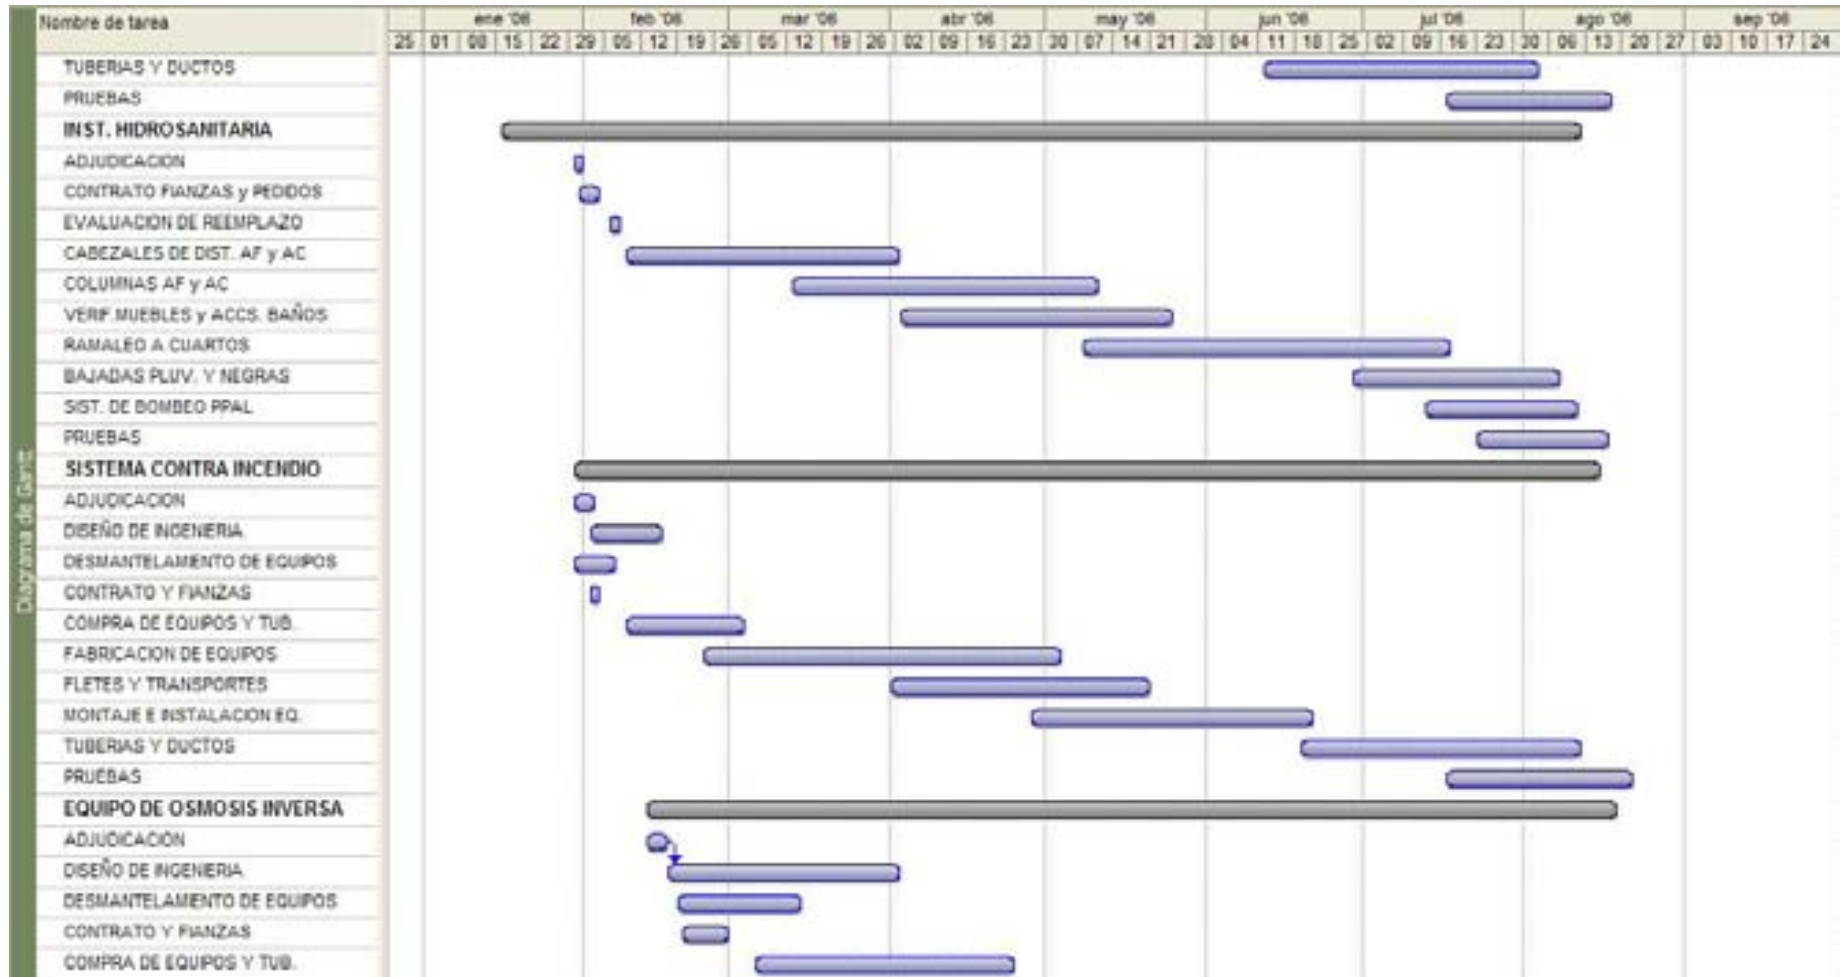 Nombre de tarea
ene '06 feb '06 mar '06 abr '06 may '06 jun '06 jul '06 ago '06 sep '06
25 01 08 15 22 29 05 12 19 26 05 12 19 26 02 09 16 23 30 07 14 21 28 04 11 18 25 02 09 16 23 30 06 13 20 27 03 10 17 24
TUBERIAS Y DUCTOS
PRUEBAS
INST. HIDROSANITARIA
ADJUDICACION
CONTRATO FIANZAS y PEDIDOS
EVALUACION DE REEMPLAZO
CABEZALES DE DIST. AF y AC
COLUMNAS AF y AC
VERIF.MUEBLES y ACCS. BAÑOS
RAMALEO A CUARTOS
BAJADAS PLUV. Y NEGRAS
SIST. DE BOMBEO PPAL
PRUEBAS
SISTEMA CONTRA INCENDIO
ADJUDICACION
DISEÑO DE INGENIERIA
DESMANTELAMIENTO DE EQUIPOS
CONTRATO Y FIANZAS
COMPRA DE EQUIPOS Y TUB.
FABRICACION DE EQUIPOS
FLETES Y TRANSPORTES
MONTAJE E INSTALACION EQ.
TUBERIAS Y DUCTOS
PRUEBAS
EQUIPO DE OSMOSIS INVERSA
ADJUDICACION
DISEÑO DE INGENIERIA
DESMANTELAMIENTO DE EQUIPOS
CONTRATO Y FIANZAS
COMPRA DE EQUIPOS Y TUB.
Diagrama de Gantt